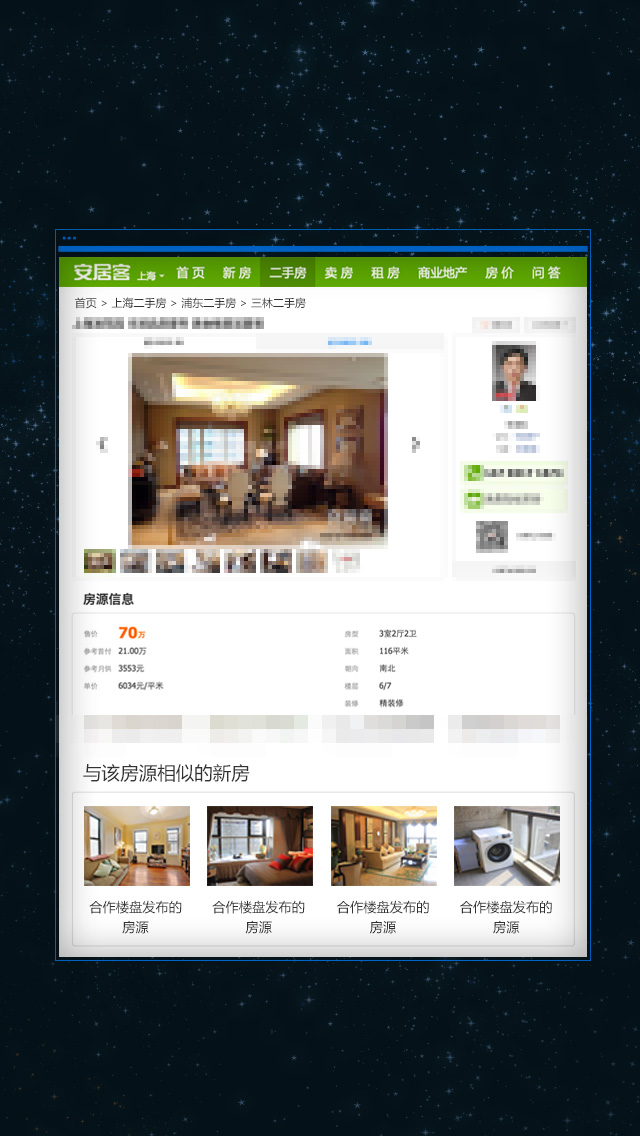 安居客 上海 首页 新房 二手房 卖房 租房 商业地产 房价 问答
首页 > 上海二手房 > 浦东二手房 > 三林二手房
房源信息
售价 70万
参考首付 21.00万
参考月供 3553元
单价 6034元/平米
房型 3室2厅2卫
面积 116平米
朝向 南北
楼层 6/7
装修 精装修
与该房源相似的新房
合作楼盘发布的
房源
合作楼盘发布的
房源
合作楼盘发布的
房源
合作楼盘发布的
房源